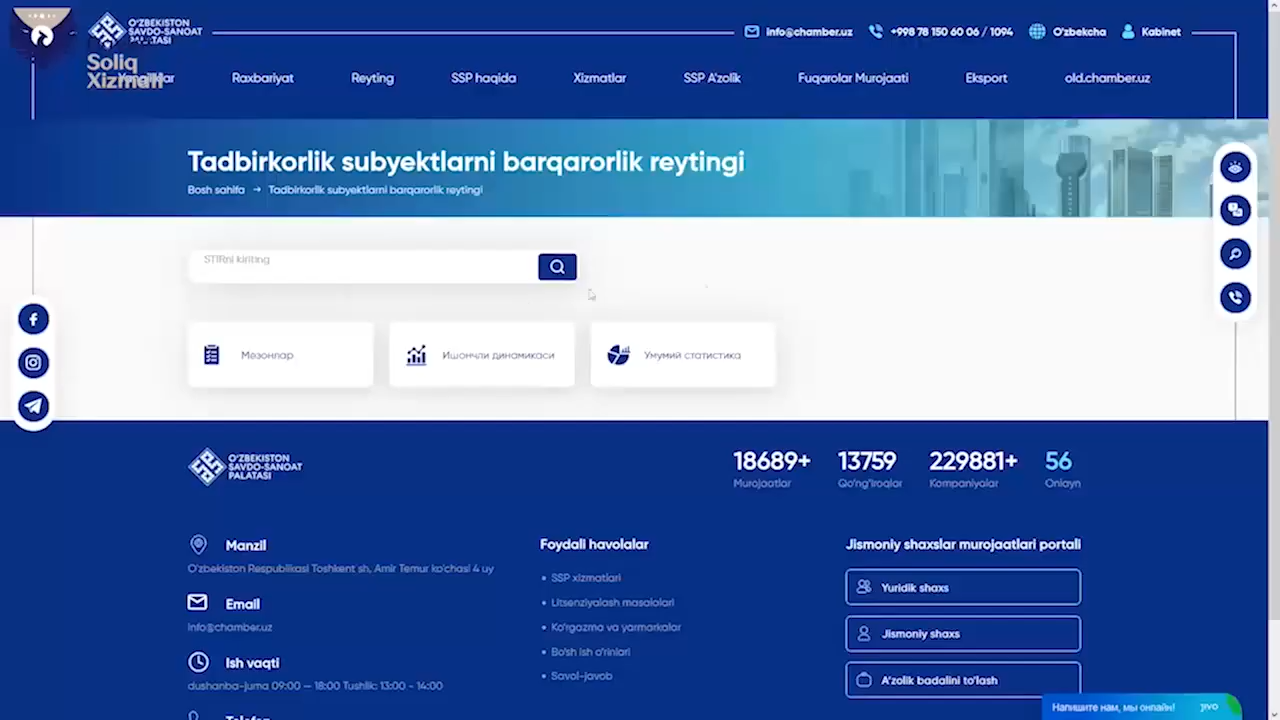 O'ZBEKISTON
SAVDO-SANOAT
PALATASI
info@chamber.uz
+998 78 150 60 06 / 1094
O'zbekcha
Kabinet
Soliq
Xizmati
Raxbariyat
Reyting
SSP haqida
Xizmatlar
SSP A'zolik
Fuqarolar Murojaati
Eksport
old.chamber.uz
Tadbirkorlik subyektlarni barqarorlik reytingi
Bosh sahifa → Tadbirkorlik subyektlarni barqarorlik reytingi
STIRni kiriting
Мезонлар
Ишончли динамикаси
Умумий статистика
O'ZBEKISTON
SAVDO-SANOAT
PALATASI
18689+
Murojaatlar
13759
Qo'ng'iroqlar
229881+
Kompaniyalar
56
Onlayn
Manzil
O'zbekiston Respublikasi Toshkent sh, Amir Temur ko'chasi 4 uy
Email
info@chamber.uz
Ish vaqti
dushanba-juma 09:00 — 18:00 Tushlik: 13:00 - 14:00
Foydali havolalar
• SSP xizmatlari
• Litsenziyalash masalalari
• Ko'rgazma va yarmarkalar
• Bo'sh ish o'rinlari
• Savol-javob
Jismoniy shaxslar murojaatlari portali
Yuridik shaxs
Jismoniy shaxs
A'zolik badalini to'lash
Напишите нам, мы онлайн!
jivo